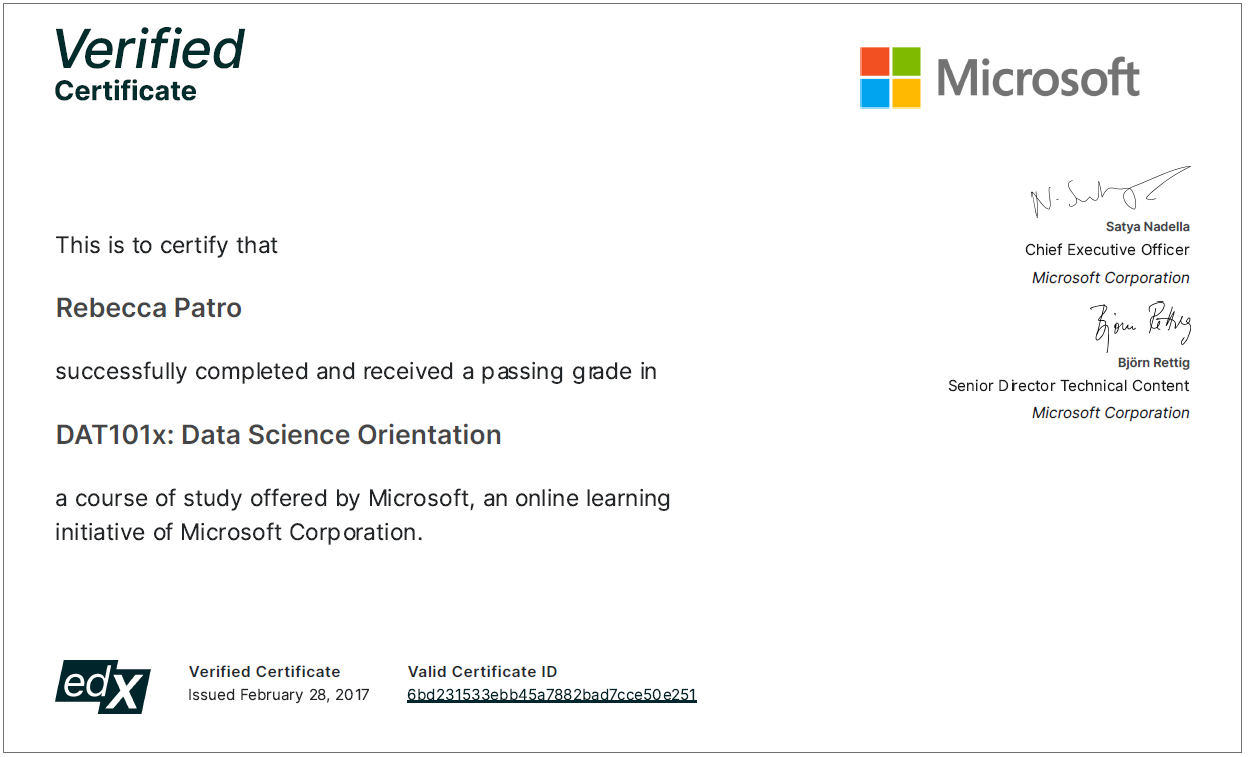 Verified
Certificate
Microsoft
N. Sat
Satya Nadella
Chief Executive Officer
Microsoft Corporation
Björn Rettig
Björn Rettig
Senior Director Technical Content
Microsoft Corporation
This is to certify that
Rebecca Patro
successfully completed and received a passing grade in
DAT101x: Data Science Orientation
a course of study offered by Microsoft, an online learning
initiative of Microsoft Corporation.
edX
Verified Certificate
Issued February 28, 2017
Valid Certificate ID
6bd231533ebb45a7882bad7cce50e251